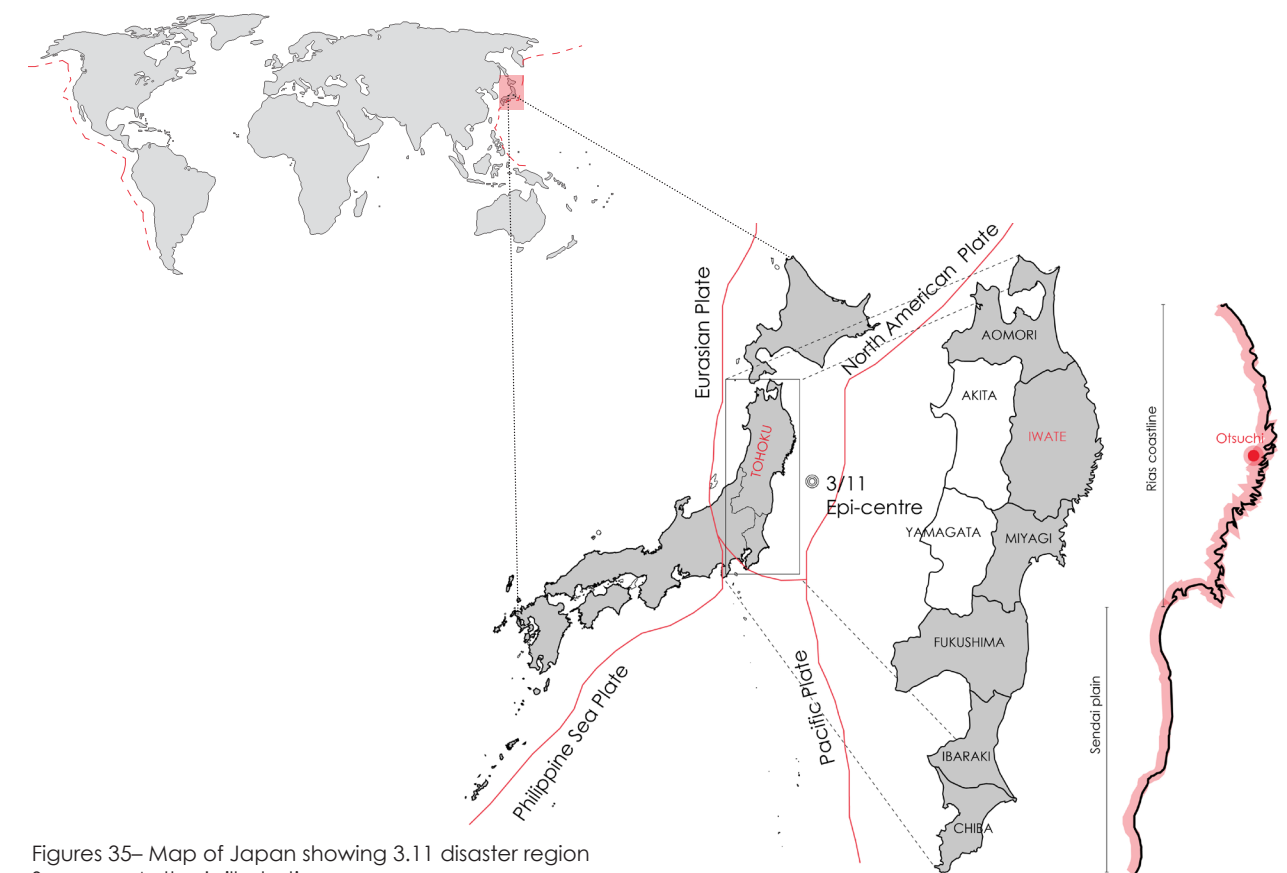 Eurasian Plate
North American Plate
TOHOKU
3/11
Epi-centre
Philippine Sea Plate
Pacific Plate
AOMORI
AKITA
IWATE
YAMAGATA
MIYAGI
FUKUSHIMA
IBARAKI
CHIBA
Rias coastline
Otsuchi
Sendai plain
Figures 35– Map of Japan showing 3.11 disaster region